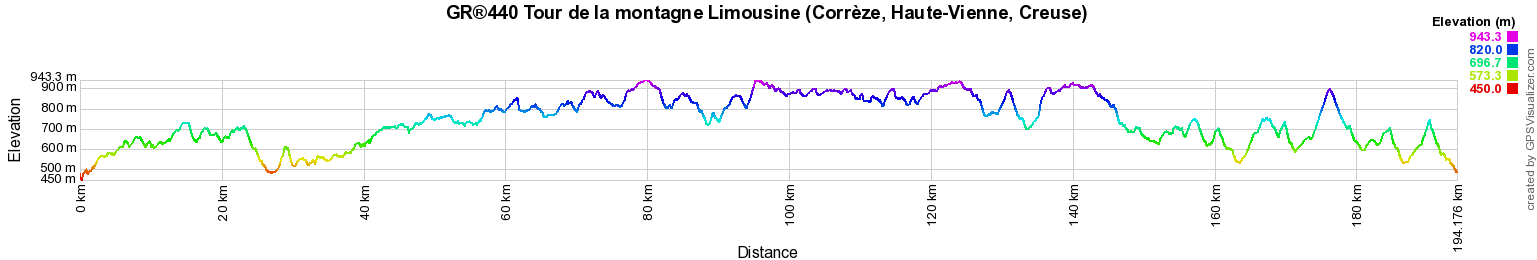 GR®440 Tour de la montagne Limousine (Corrèze, Haute-Vienne, Creuse)
Elevation (m)
943.3
820.0
696.7
573.3
450.0
Elevation
943.3 m
900 m
800 m
700 m
600 m
500 m
450 m
0 km
20 km
40 km
60 km
80 km
100 km
120 km
140 km
160 km
180 km
194.176 km
Distance
created by GPSVisualizer.com